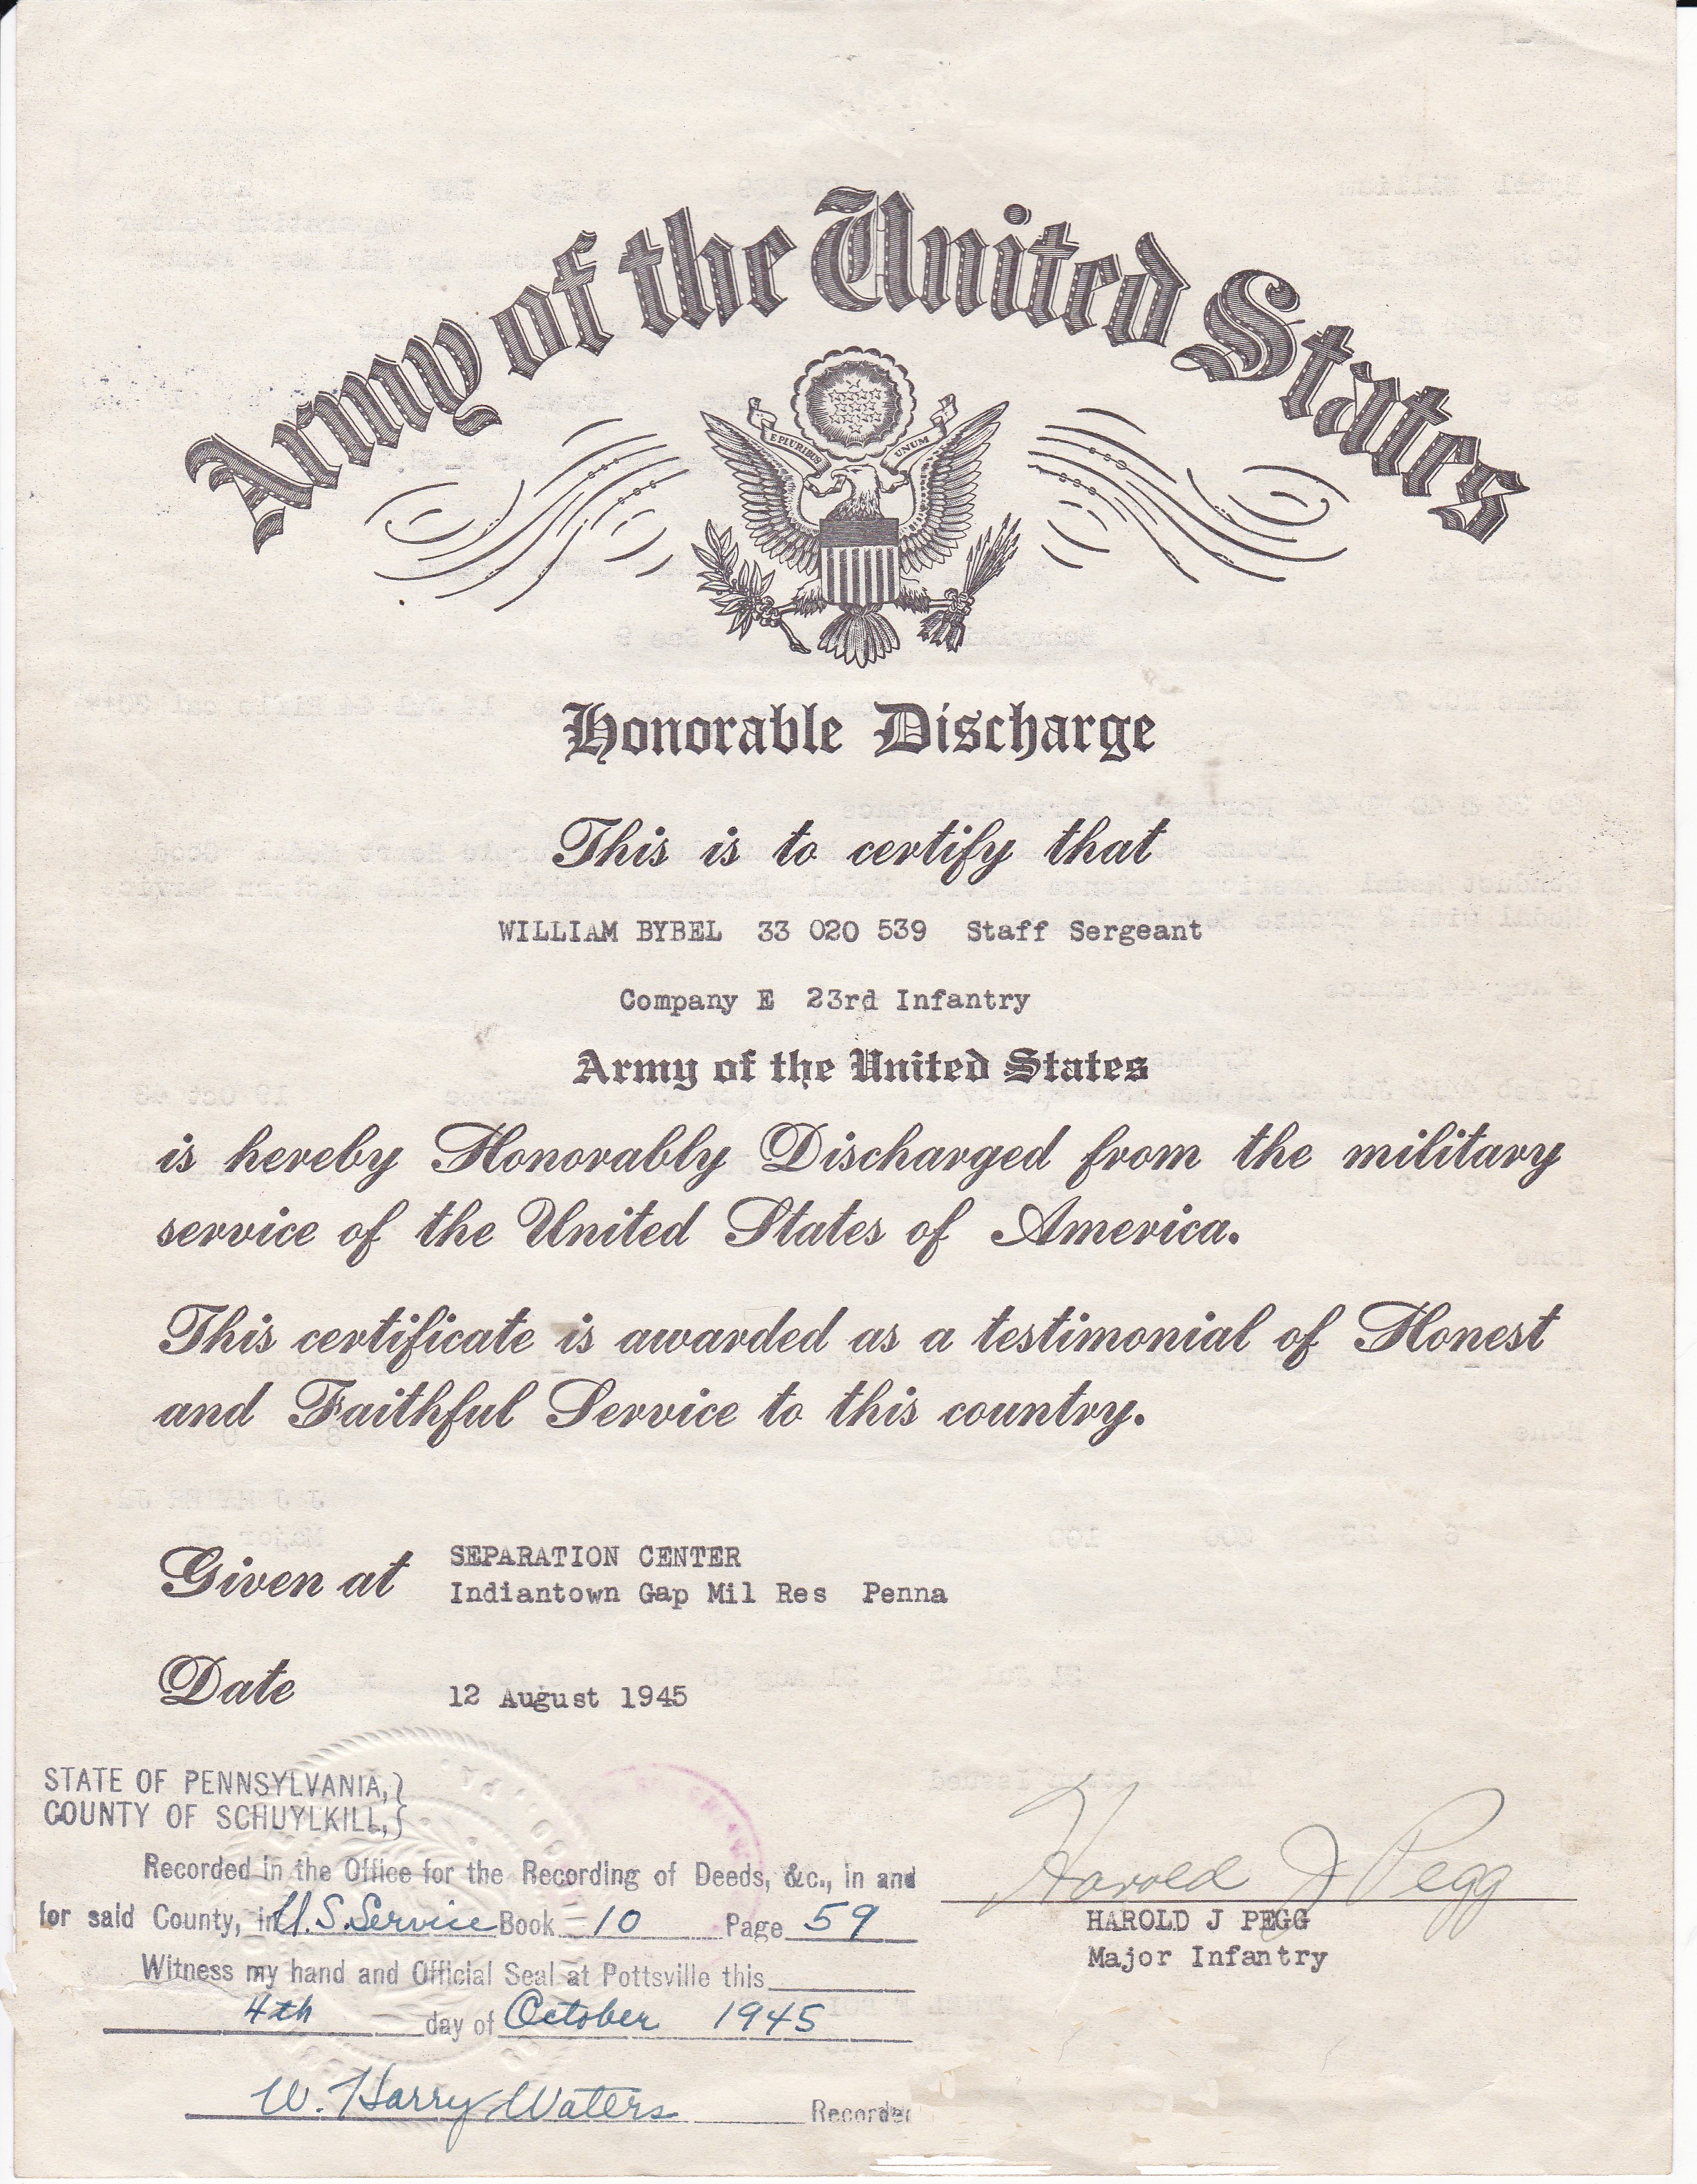 Army of the United States
E PLURIBUS UNUM
Honorable Discharge
This is to certify that
WILLIAM BYBEL 33 020 539 Staff Sergeant
Company E 23rd Infantry
Army of the United States
is hereby Honorably Discharged from the military
service of the United States of America.
This certificate is awarded as a testimonial of Honest
and Faithful Service to this country.
Given at SEPARATION CENTER
Indiantown Gap Mil Res Penna
Date 12 August 1945
STATE OF PENNSYLVANIA,}
COUNTY OF SCHUYLKILL,}
Recorded in the Office for the Recording of Deeds, &c., in and
for said County, in U.S. Service Book 10 Page 59
Witness my hand and Official Seal at Pottsville this
4th day of October 1945
W. Harry Waters Recorder
Harold J Pegg
HAROLD J PEGG
Major Infantry